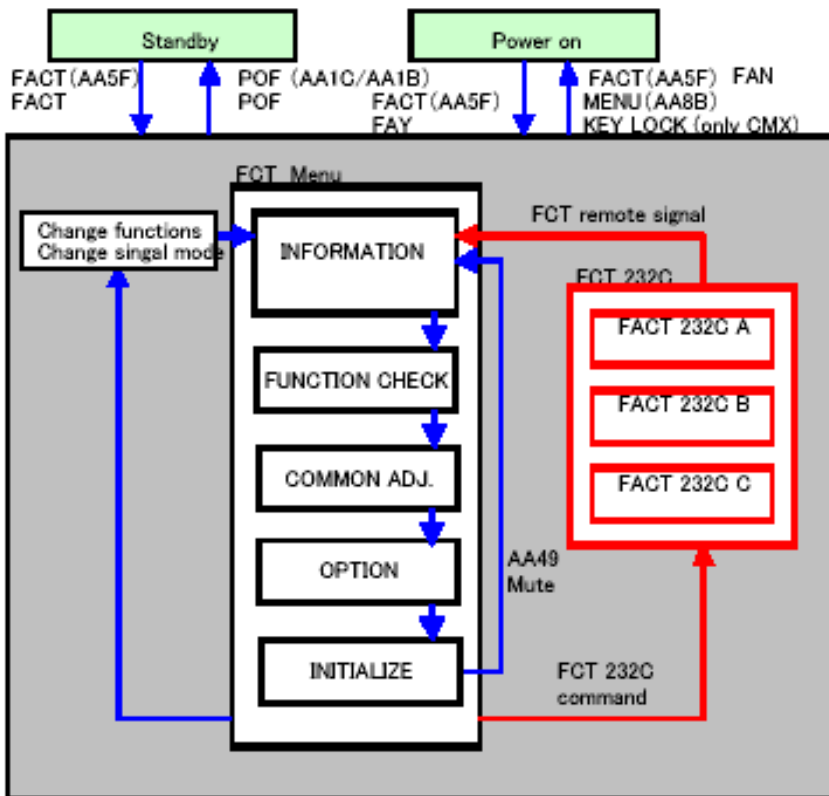 Standby
Power on
FACT(AA5F)
FACT
POF (AA1C/AA1B)
POF
FACT(AA5F)
FAY
FACT(AA5F) FAN
MENU(AA8B)
KEY LOCK (only CMX)
FCT Menu
Change functions
Change singal mode
INFORMATION
FUNCTION CHECK
COMMON ADJ.
OPTION
INITIALIZE
AA49
Mute
FCT remote signal
FCT 232C
FACT 232C A
FACT 232C B
FACT 232C C
FCT 232C
command